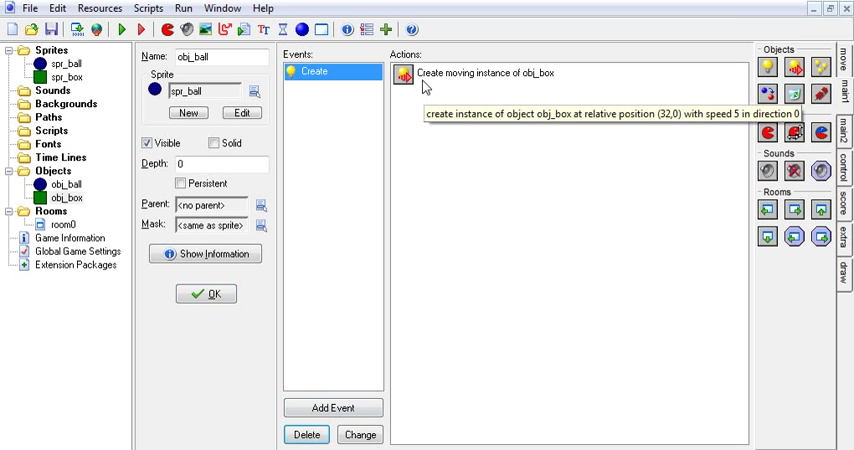 File Edit Resources Scripts Run Window Help
Sprites
spr_ball
spr_box
Sounds
Backgrounds
Paths
Scripts
Fonts
Time Lines
Objects
obj_ball
obj_box
Rooms
room0
Game Information
Global Game Settings
Extension Packages
Name: obj_ball
Sprite
spr_ball
New Edit
Visible Solid
Depth: 0
Persistent
Parent: <no parent>
Mask: <same as sprite>
Show Information
OK
Events:
Create
Add Event
Delete Change
Actions:
Create moving instance of obj_box
create instance of object obj_box at relative position (32,0) with speed 5 in direction 0
Objects
Sounds
Rooms
move
main1
main2
control
score
extra
draw